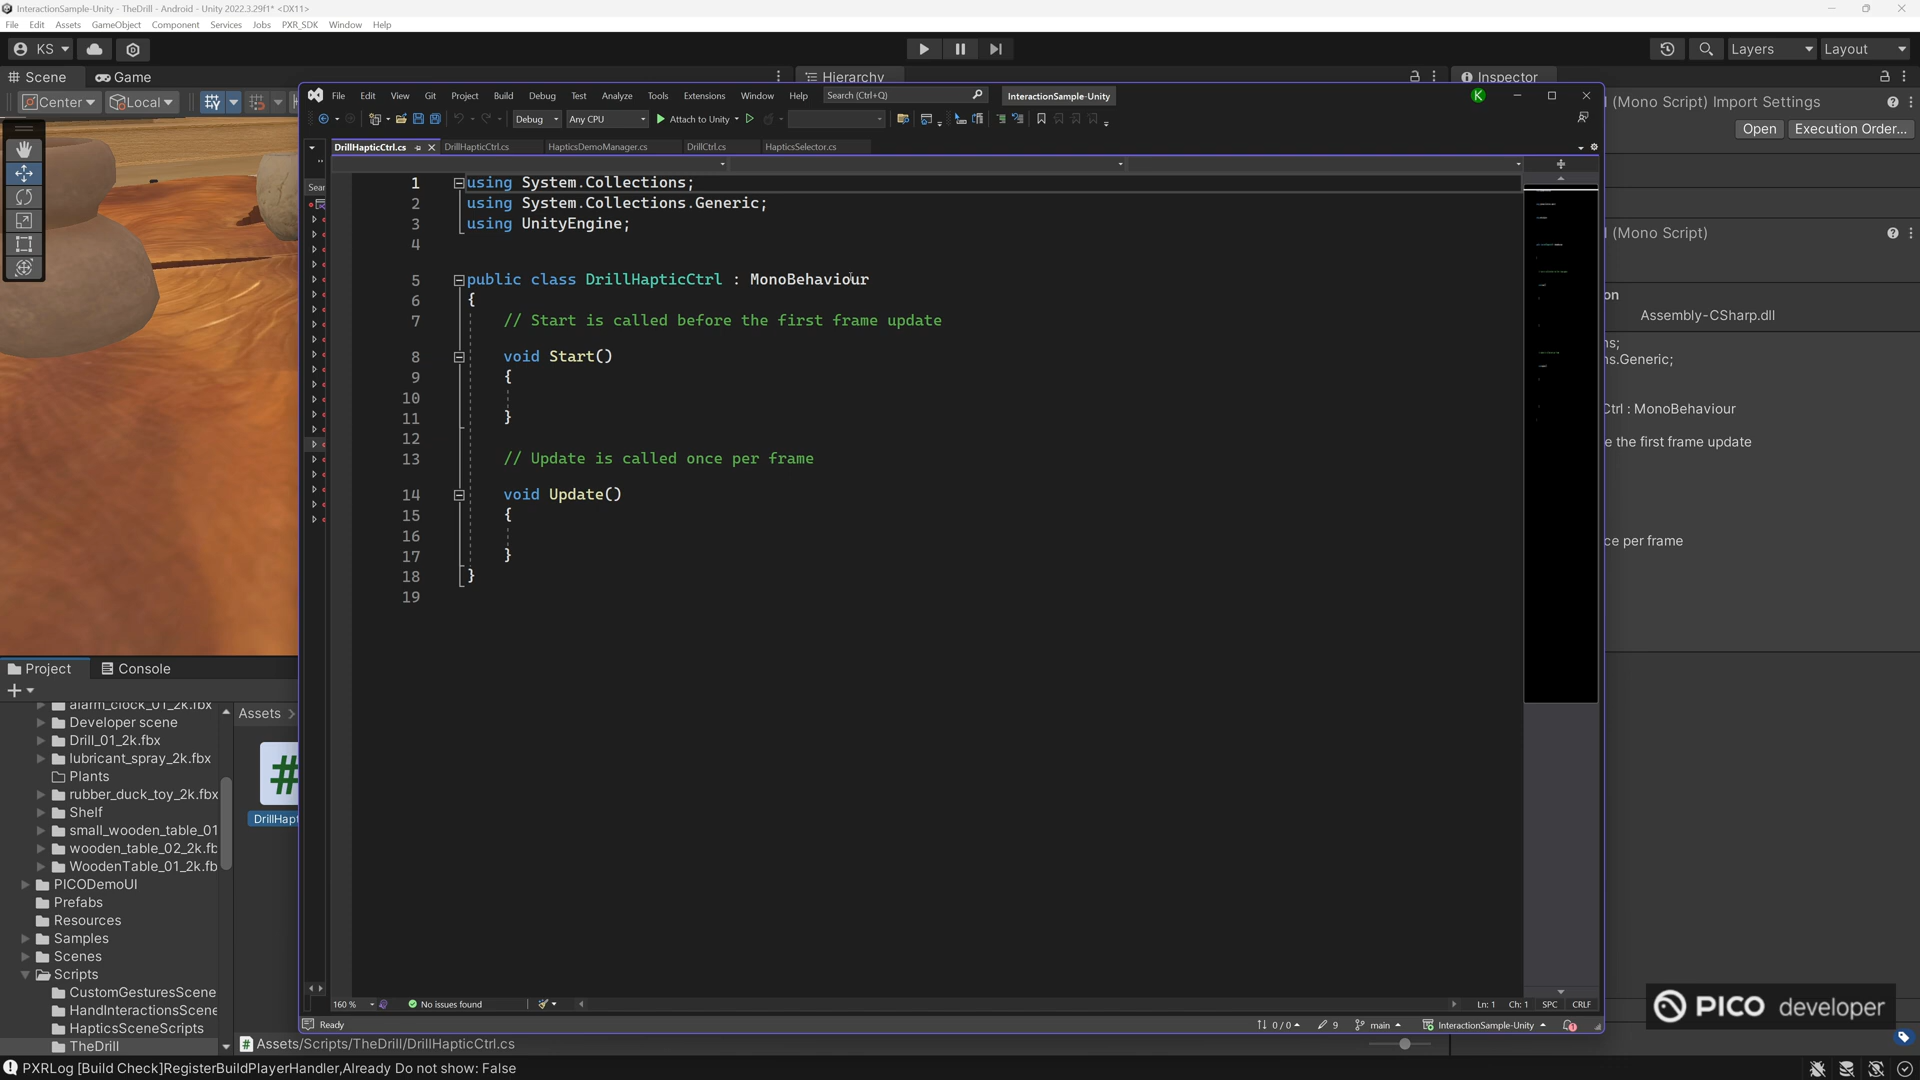 InteractionSample-Unity - TheDrill - Android - Unity 2022.3.29f1* <DX11>
File Edit Assets GameObject Component Services Jobs PXR_SDK Window Help
KS Layers Layout
Scene Game Hierarchy Inspector
Center Local
File Edit View Git Project Build Debug Test Analyze Tools Extensions Window Help Search (Ctrl+Q) InteractionSample-Unity K
(Mono Script) Import Settings
Debug Any CPU Attach to Unity
Open Execution Order...
DrillHapticCtrl.cs DrillHapticCtrl.cs HapticsDemoManager.cs DrillCtrl.cs HapticsSelector.cs
Sear
1 using System.Collections;
2 using System.Collections.Generic;
3 using UnityEngine;
4
5 public class DrillHapticCtrl : MonoBehaviour
6 {
7 // Start is called before the first frame update
8 void Start()
9 {
10
11 }
12
13 // Update is called once per frame
14 void Update()
15 {
16
17 }
18 }
19
(Mono Script)
on
Assembly-CSharp.dll
ns;
ns.Generic;
Ctrl : MonoBehaviour
e the first frame update
ce per frame
Project Console
alarm_clock_01_2k.fbx
Developer scene
Drill_01_2k.fbx
lubricant_spray_2k.fbx
Plants
rubber_duck_toy_2k.fbx
Shelf
small_wooden_table_01
wooden_table_02_2k.fb
WoodenTable_01_2k.fb
PICODemoUI
Prefabs
Resources
Samples
Scenes
Scripts
CustomGesturesScene
HandInteractionsScene
HapticsSceneScripts
TheDrill
Assets
#
DrillHapt
160 % No issues found Ln: 1 Ch: 1 SPC CRLF
Ready 0 / 0 9 main InteractionSample-Unity 1
PICO developer
# Assets/Scripts/TheDrill/DrillHapticCtrl.cs
PXRLog [Build Check]RegisterBuildPlayerHandler,Already Do not show: False